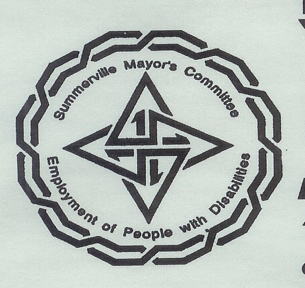 Summerville Mayor's Committee
Employment of People with Disabilities